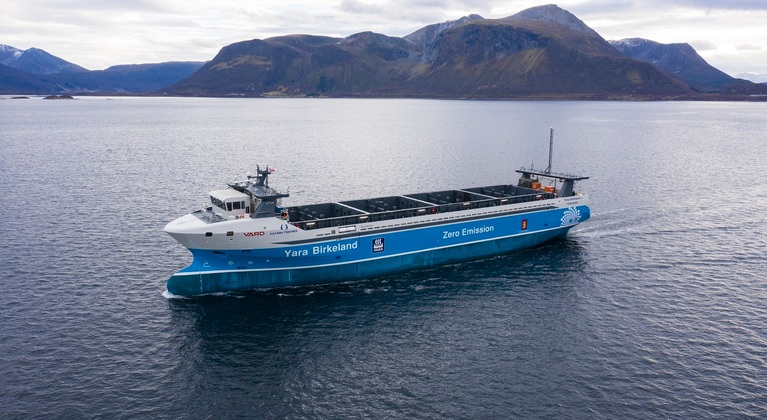 VARD
Yara Birkeland
Zero Emission